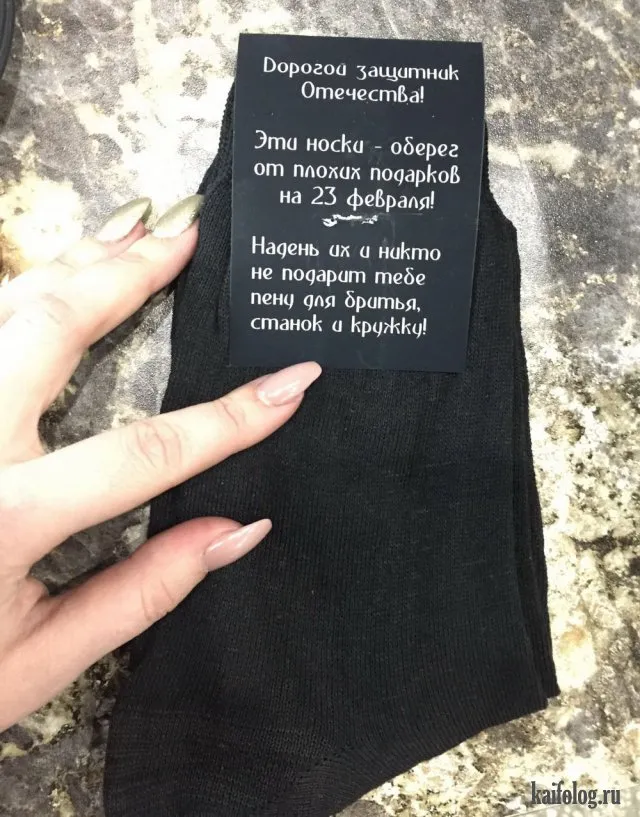 Дорогой защитник
Отечества!
Эти носки - оберег
от плохих подарков
на 23 февраля!
Надень их и никто
не подарит тебе
пену для бритья,
станок и кружку!
kaifolog.ru